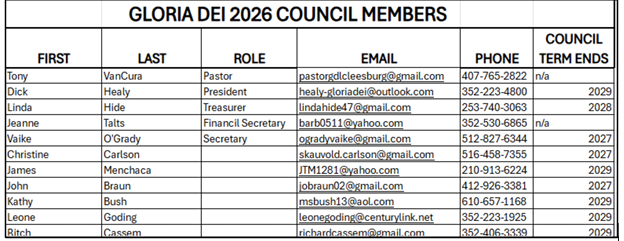 GLORIA DEI 2026 COUNCIL MEMBERS
FIRST LAST ROLE EMAIL PHONE COUNCIL TERM ENDS
Tony VanCura Pastor pastorgdlcleesburg@gmail.com 407-765-2822 n/a
Dick Healy President healy-gloriadei@outlook.com 352-223-4800 2029
Linda Hide Treasurer lindahide47@gmail.com 253-740-3063 2028
Jeanne Talts Financil Secretary barb0511@yahoo.com 352-530-6865 n/a
Vaike O'Grady Secretary ogradyvaike@gmail.com 512-827-6344 2027
Christine Carlson skauvold.carlson@gmail.com 516-458-7355 2027
James Menchaca JTM1281@yahoo.com 210-913-6224 2029
John Braun jobraun02@gmail.com 412-926-3381 2027
Kathy Bush msbush13@aol.com 610-657-1168 2029
Leone Goding leonegoding@centurylink.net 352-223-1925 2029
Ritch Cassem richardcassem@gmail.com 352-406-3339 2029